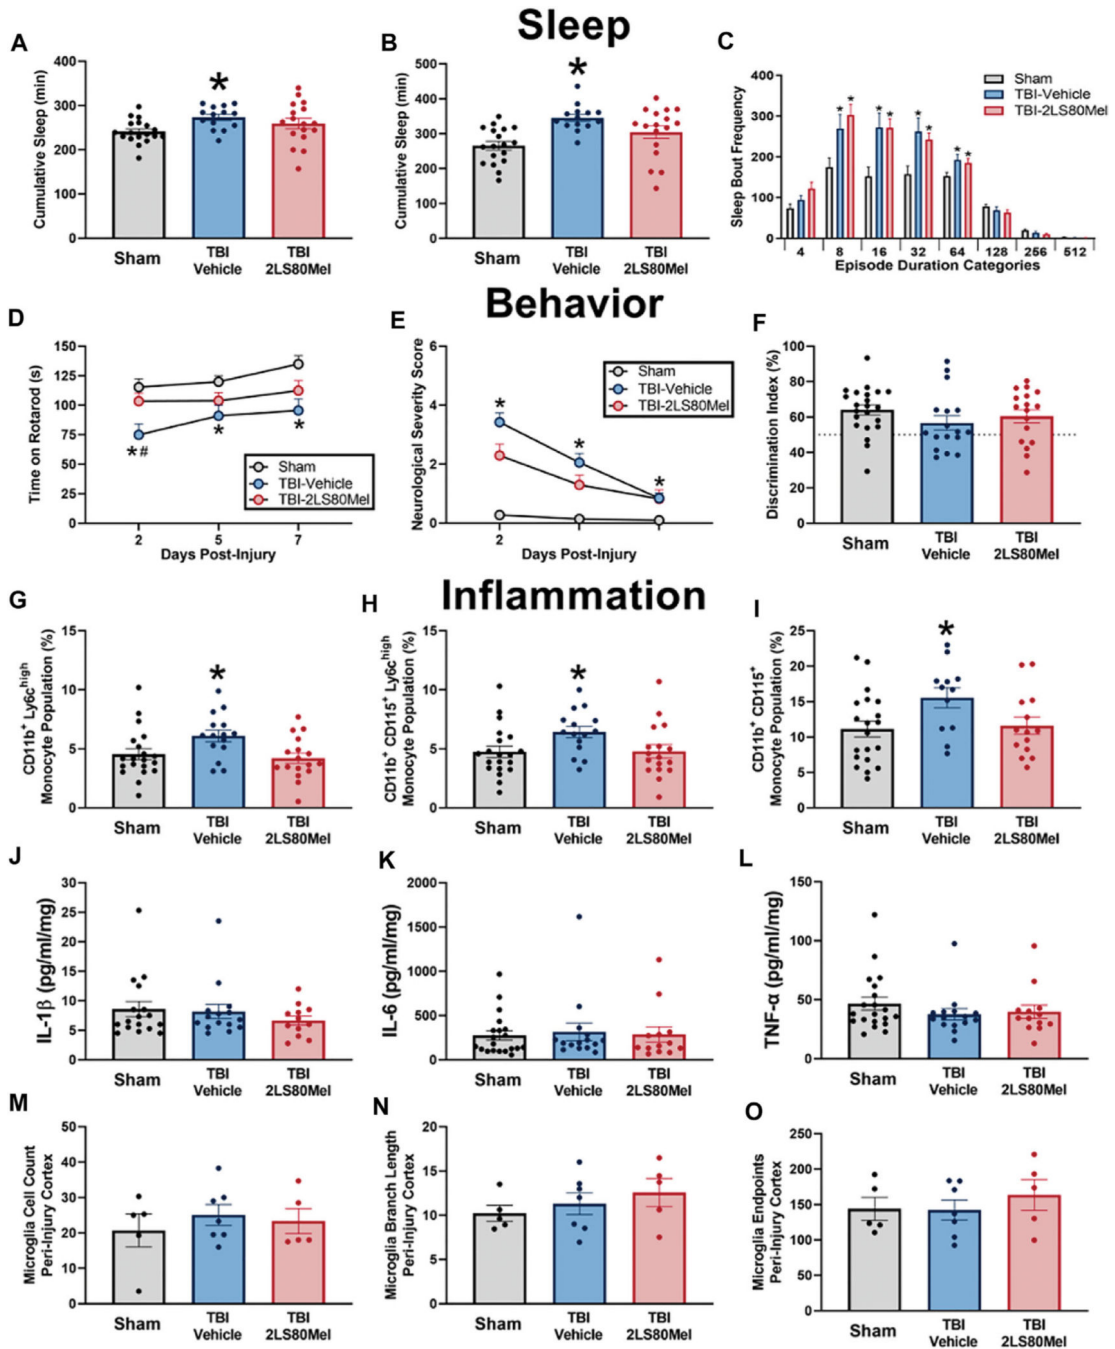 Sleep
A
Cumulative Sleep (min)
400
300
200
100
0
*
Sham
TBI
Vehicle
TBI
2LS80Mel
B
Cumulative Sleep (min)
500
400
300
200
100
0
*
Sham
TBI
Vehicle
TBI
2LS80Mel
C
Sleep Bout Frequency
400
300
200
100
0
Sham
TBI-Vehicle
TBI-2LS80Mel
* * * * * * * *
4 8 16 32 64 128 256 512
Episode Duration Categories
Behavior
D
Time on Rotarod (s)
150
125
100
75
50
25
0
*#
*
*
Sham
TBI-Vehicle
TBI-2LS80Mel
2 5 7
Days Post-Injury
E
Neurological Severity Score
6
4
2
0
*
*
*
Sham
TBI-Vehicle
TBI-2LS80Mel
2
Days Post-Injury
F
Discrimination Index (%)
100
80
60
40
20
0
Sham
TBI
Vehicle
TBI
2LS80Mel
Inflammation
G
CD11b+ Ly6chigh
Monocyte Population (%)
15
10
5
0
*
Sham
TBI
Vehicle
TBI
2LS80Mel
H
CD11b+ CD115+ Ly6chigh
Monocyte Population (%)
15
10
5
0
*
Sham
TBI
Vehicle
TBI
2LS80Mel
I
CD11b+ CD115+
Monocyte Population (%)
25
20
15
10
5
0
*
Sham
TBI
Vehicle
TBI
2LS80Mel
J
IL-1β (pg/ml/mg)
30
25
20
15
10
5
0
Sham
TBI
Vehicle
TBI
2LS80Mel
K
IL-6 (pg/ml/mg)
2000
1500
1000
500
0
Sham
TBI
Vehicle
TBI
2LS80Mel
L
TNF-α (pg/ml/mg)
150
100
50
0
Sham
TBI
Vehicle
TBI
2LS80Mel
M
Microglia Cell Count
Peri-Injury Cortex
50
40
30
20
10
0
Sham
TBI
Vehicle
TBI
2LS80Mel
N
Microglia Branch Length
Peri-Injury Cortex
20
15
10
5
0
Sham
TBI
Vehicle
TBI
2LS80Mel
O
Microglia Endpoints
Peri-Injury Cortex
250
200
150
100
50
0
Sham
TBI
Vehicle
TBI
2LS80Mel